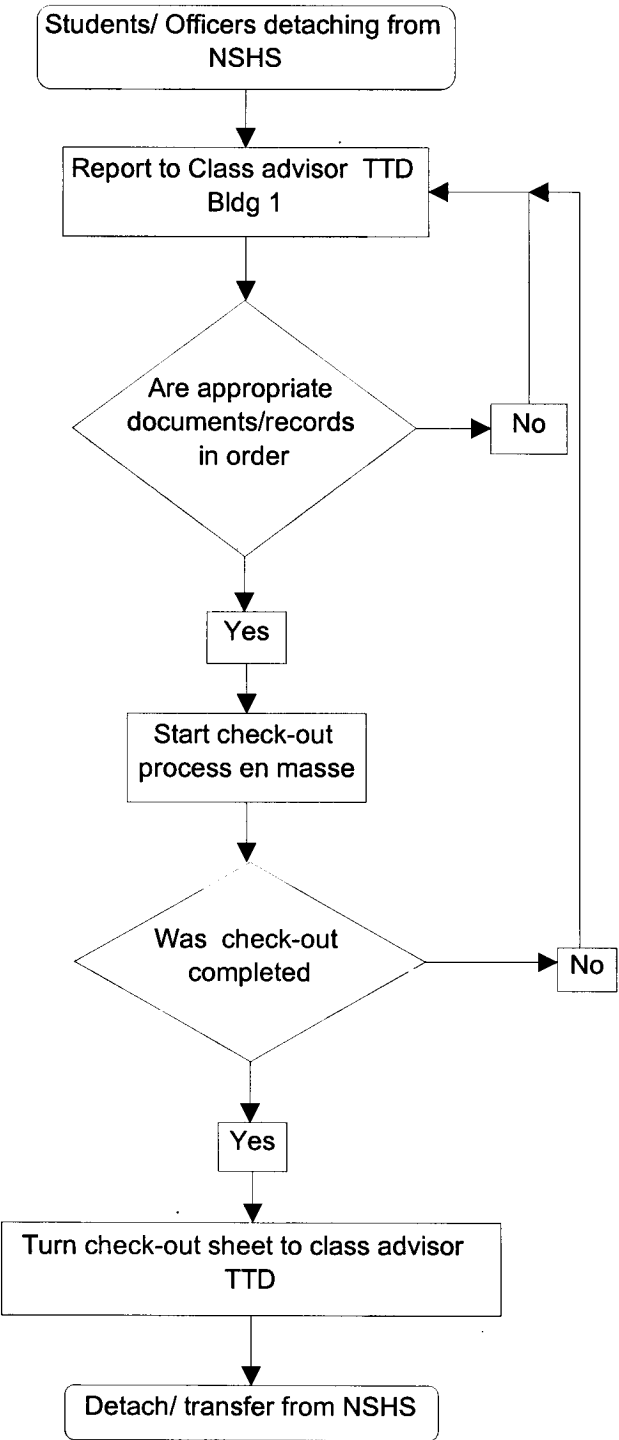 Students/ Officers detaching from
NSHS
Report to Class advisor TTD
Bldg 1
Are appropriate
documents/records
in order
No
Yes
Start check-out
process en masse
Was check-out
completed
No
Yes
Turn check-out sheet to class advisor
TTD
Detach/ transfer from NSHS